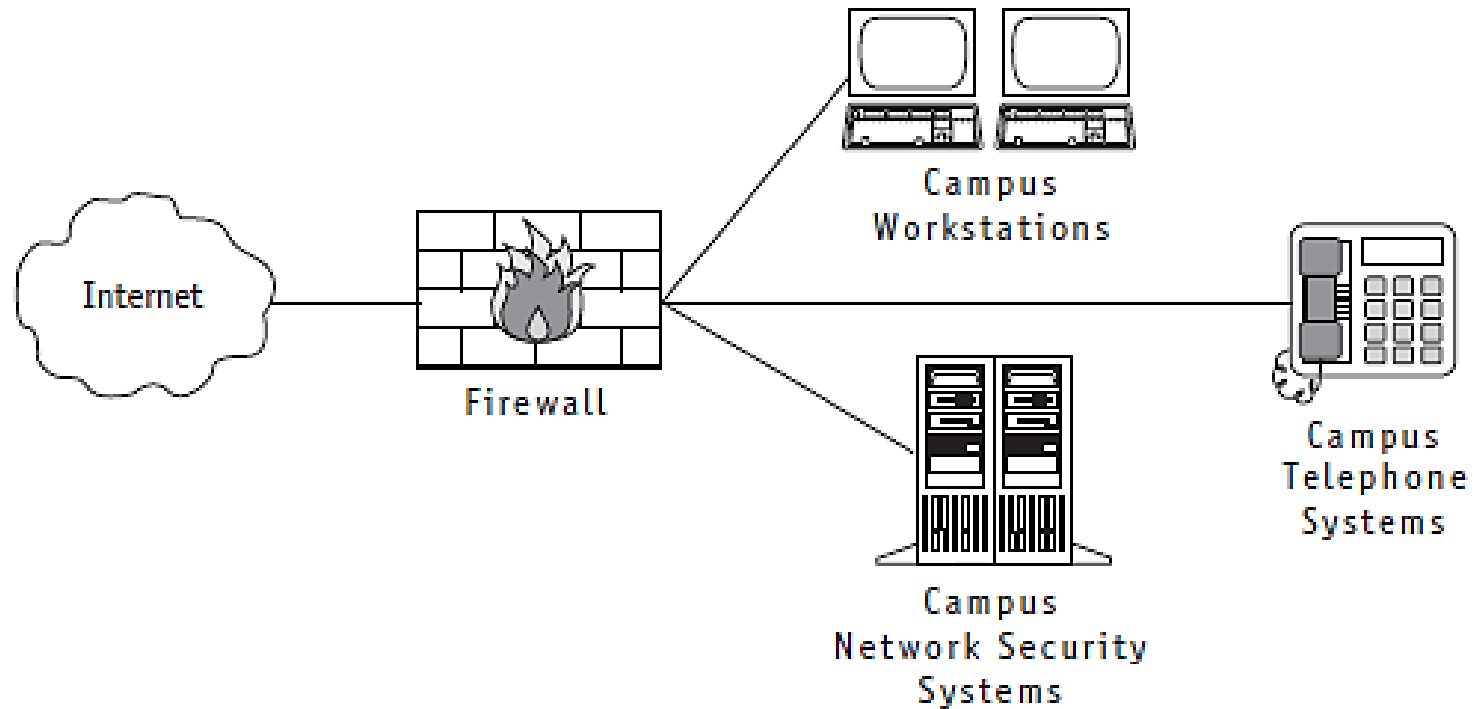 Internet
Firewall
Campus
Workstations
Campus
Telephone
Systems
Campus
Network Security
Systems